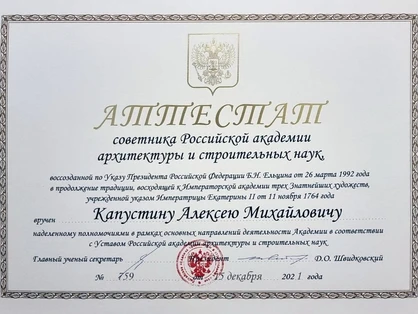 АТТЕСТАТ
советника Российской академии
архитектуры и строительных наук,
воссозданной по Указу Президента Российской Федерации Б.Н. Ельцина от 26 марта 1992 года
в продолжение традиции, восходящей к Императорской академии трех Знатнейших художеств,
учрежденной указом Императрицы Екатерины II от 11 ноября 1764 года
вручен Капустину Алексею Михайловичу
наделенному полномочиями в рамках основных направлений деятельности Академии в соответствии
с Уставом Российской академии архитектуры и строительных наук
Главный ученый секретарь Президент Д.О. Швидковский
№ 759 от 15 декабря 2021 года